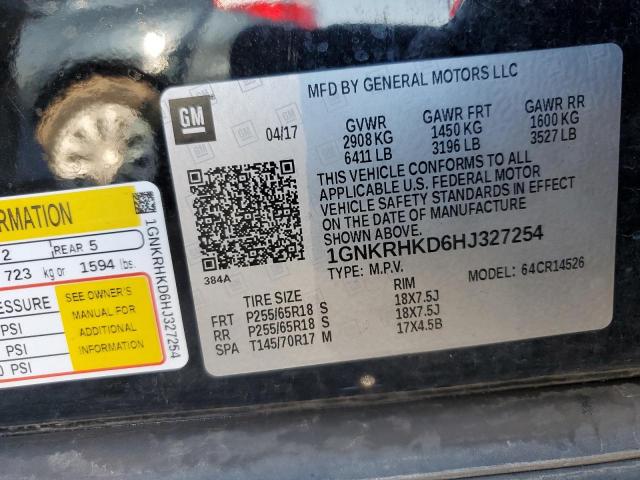 MFD BY GENERAL MOTORS LLC
GM
04/17
GVWR GAWR FRT GAWR RR
2908 KG 1450 KG 1600 KG
6411 LB 3196 LB 3527 LB
THIS VEHICLE CONFORMS TO ALL
APPLICABLE U.S. FEDERAL MOTOR
VEHICLE SAFETY STANDARDS IN EFFECT
ON THE DATE OF MANUFACTURE
SHOWN ABOVE.
1GNKRHKD6HJ327254
TYPE: M.P.V. MODEL: 64CR14526
384A
TIRE SIZE RIM
FRT P255/65R18 S 18X7.5J
RR P255/65R18 S 18X7.5J
SPA T145/70R17 M 17X4.5B
2 REAR 5
723 kg or 1594 lbs.
SEE OWNER'S
MANUAL FOR
ADDITIONAL
INFORMATION
PSI
PSI
PSI
1GNKRHKD6HJ327254